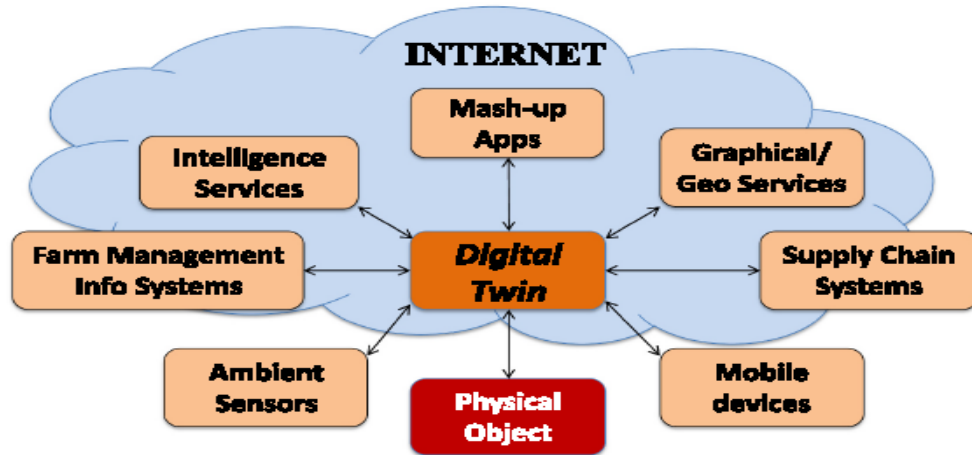 INTERNET
Mash-up
Apps
Intelligence
Services
Graphical/
Geo Services
Farm Management
Info Systems
Digital
Twin
Supply Chain
Systems
Ambient
Sensors
Physical
Object
Mobile
devices